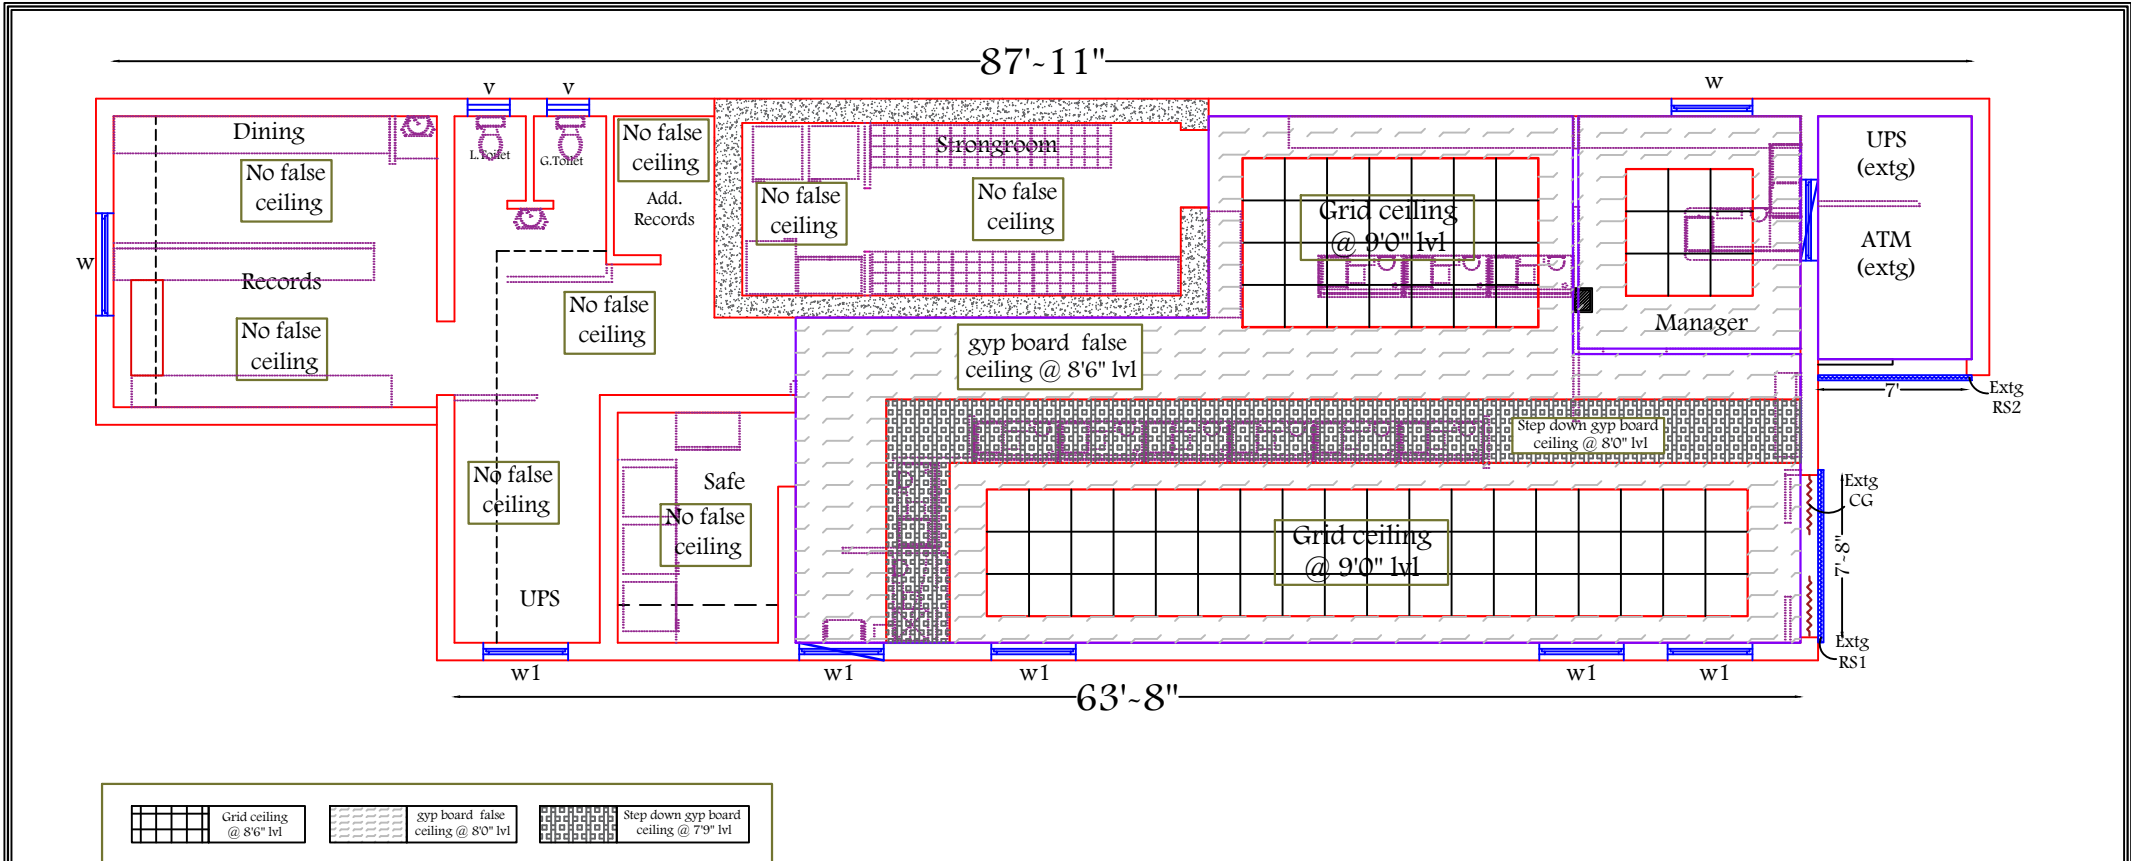 87'~11"
v
v
w
Dining
L.Toilet
G.Toilet
No false
ceiling
Add.
Records
Strongroom
No false
ceiling
No false
ceiling
No false
ceiling
Grid ceiling
@ 9'0" lvl
UPS
(extg)
ATM
(extg)
w
Records
No false
ceiling
No false
ceiling
gyp board false
ceiling @ 8'6" lvl
Manager
7'
Extg
RS2
Step down gyp board
ceiling @ 8'0" lvl
No false
ceiling
Safe
No false
ceiling
Grid ceiling
@ 9'0" lvl
Extg
CG
7'~8"
UPS
Extg
RS1
w1
w1
w1
w1
w1
63'~8"
Grid ceiling
@ 8'6" lvl
gyp board false
ceiling @ 8'0" lvl
Step down gyp board
ceiling @ 7'9" lvl